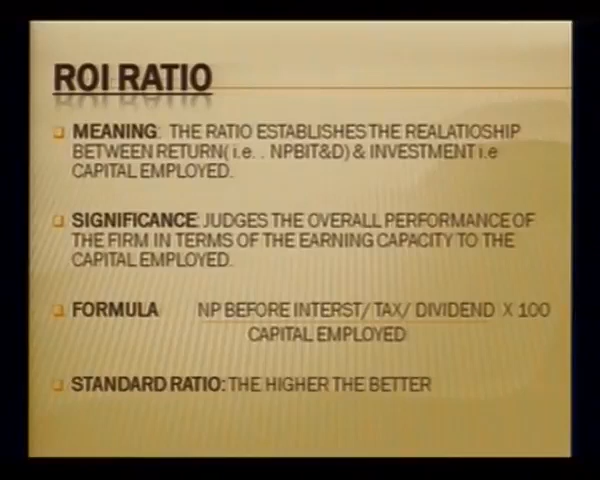 ROI RATIO
MEANING: THE RATIO ESTABLISHES THE REALATIOSHIP
BETWEEN RETURN( i.e. . NPBIT&D) & INVESTMENT i.e
CAPITAL EMPLOYED.
SIGNIFICANCE: JUDGES THE OVERALL PERFORMANCE OF
THE FIRM IN TERMS OF THE EARNING CAPACITY TO THE
CAPITAL EMPLOYED.
FORMULA NP BEFORE INTERST/ TAX/ DIVIDEND X 100
CAPITAL EMPLOYED
STANDARD RATIO: THE HIGHER THE BETTER